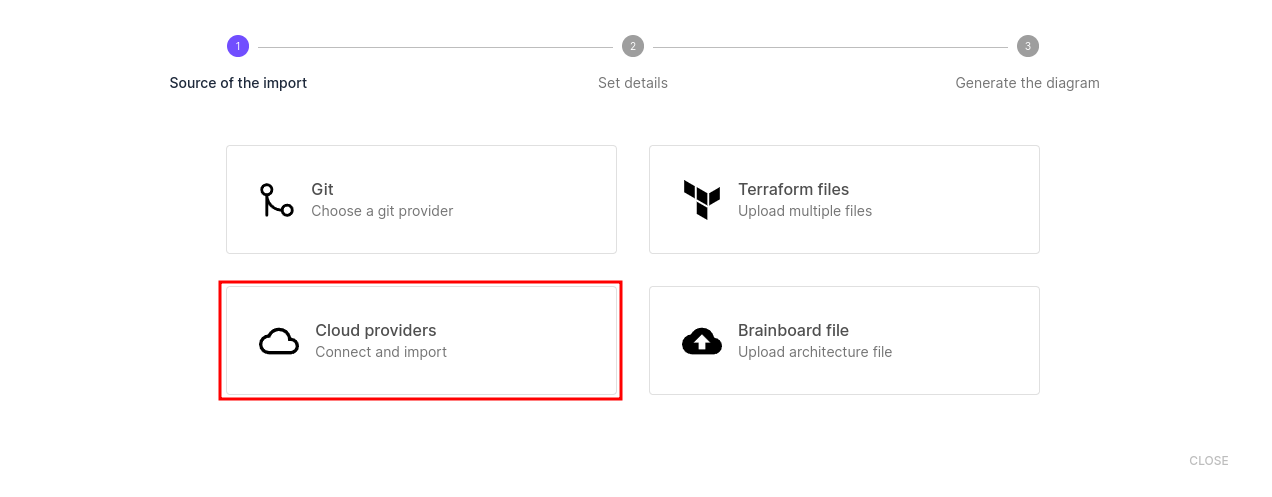 1
2
3
Source of the import
Set details
Generate the diagram
Git
Choose a git provider
Terraform files
Upload multiple files
Cloud providers
Connect and import
Brainboard file
Upload architecture file
CLOSE